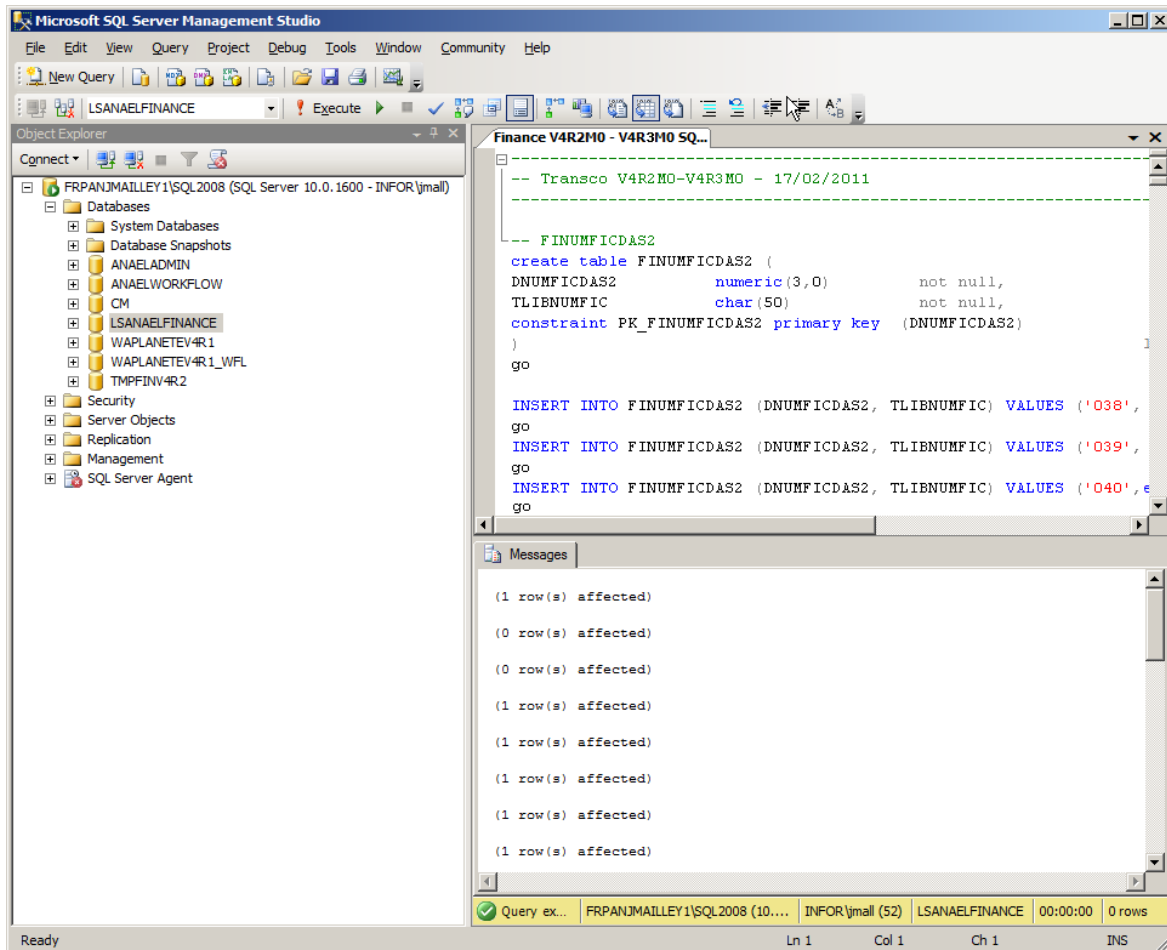 Microsoft SQL Server Management Studio
File Edit View Query Project Debug Tools Window Community Help
New Query
LSANAELFINANCE Execute
Object Explorer
Connect
FRPANJMAILLEY1\SQL2008 (SQL Server 10.0.1600 - INFOR\jmall)
Databases
System Databases
Database Snapshots
ANAELADMIN
ANAELWORKFLOW
CM
LSANAELFINANCE
WAPLANETEV4R1
WAPLANETEV4R1_WFL
TMPFINV4R2
Security
Server Objects
Replication
Management
SQL Server Agent
Finance V4R2M0 - V4R3M0 SQ...
--------------------------------------------------------------------------------
-- Transco V4R2M0-V4R3M0 - 17/02/2011
--------------------------------------------------------------------------------
-- FINUMFICDAS2
create table FINUMFICDAS2 (
DNUMFICDAS2 numeric(3,0) not null,
TLIBNUMFIC char(50) not null,
constraint PK_FINUMFICDAS2 primary key (DNUMFICDAS2)
)
go
INSERT INTO FINUMFICDAS2 (DNUMFICDAS2, TLIBNUMFIC) VALUES ('038',
go
INSERT INTO FINUMFICDAS2 (DNUMFICDAS2, TLIBNUMFIC) VALUES ('039',
go
INSERT INTO FINUMFICDAS2 (DNUMFICDAS2, TLIBNUMFIC) VALUES ('040',
go
Messages
(1 row(s) affected)
(0 row(s) affected)
(0 row(s) affected)
(1 row(s) affected)
(1 row(s) affected)
(1 row(s) affected)
(1 row(s) affected)
(1 row(s) affected)
Query ex... FRPANJMAILLEY1\SQL2008 (10.... INFOR\jmall (52) LSANAELFINANCE 00:00:00 0 rows
Ready Ln 1 Col 1 Ch 1 INS